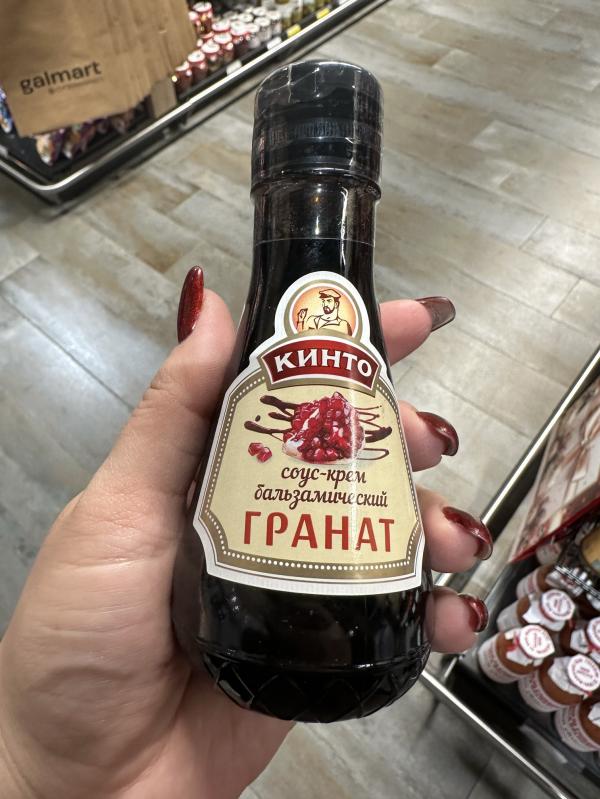 galmart
КИНТО
соус-крем
бальзамический
ГРАНАТ